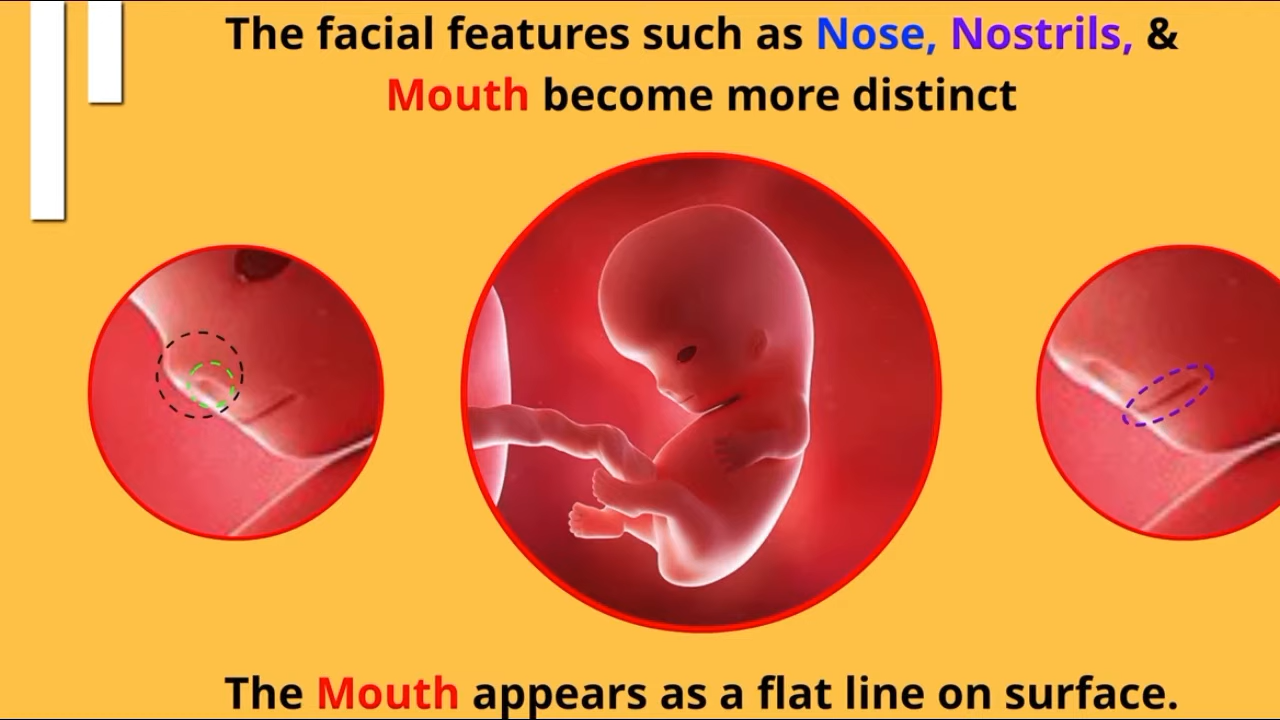 The facial features such as Nose, Nostrils, &
Mouth become more distinct
The Mouth appears as a flat line on surface.